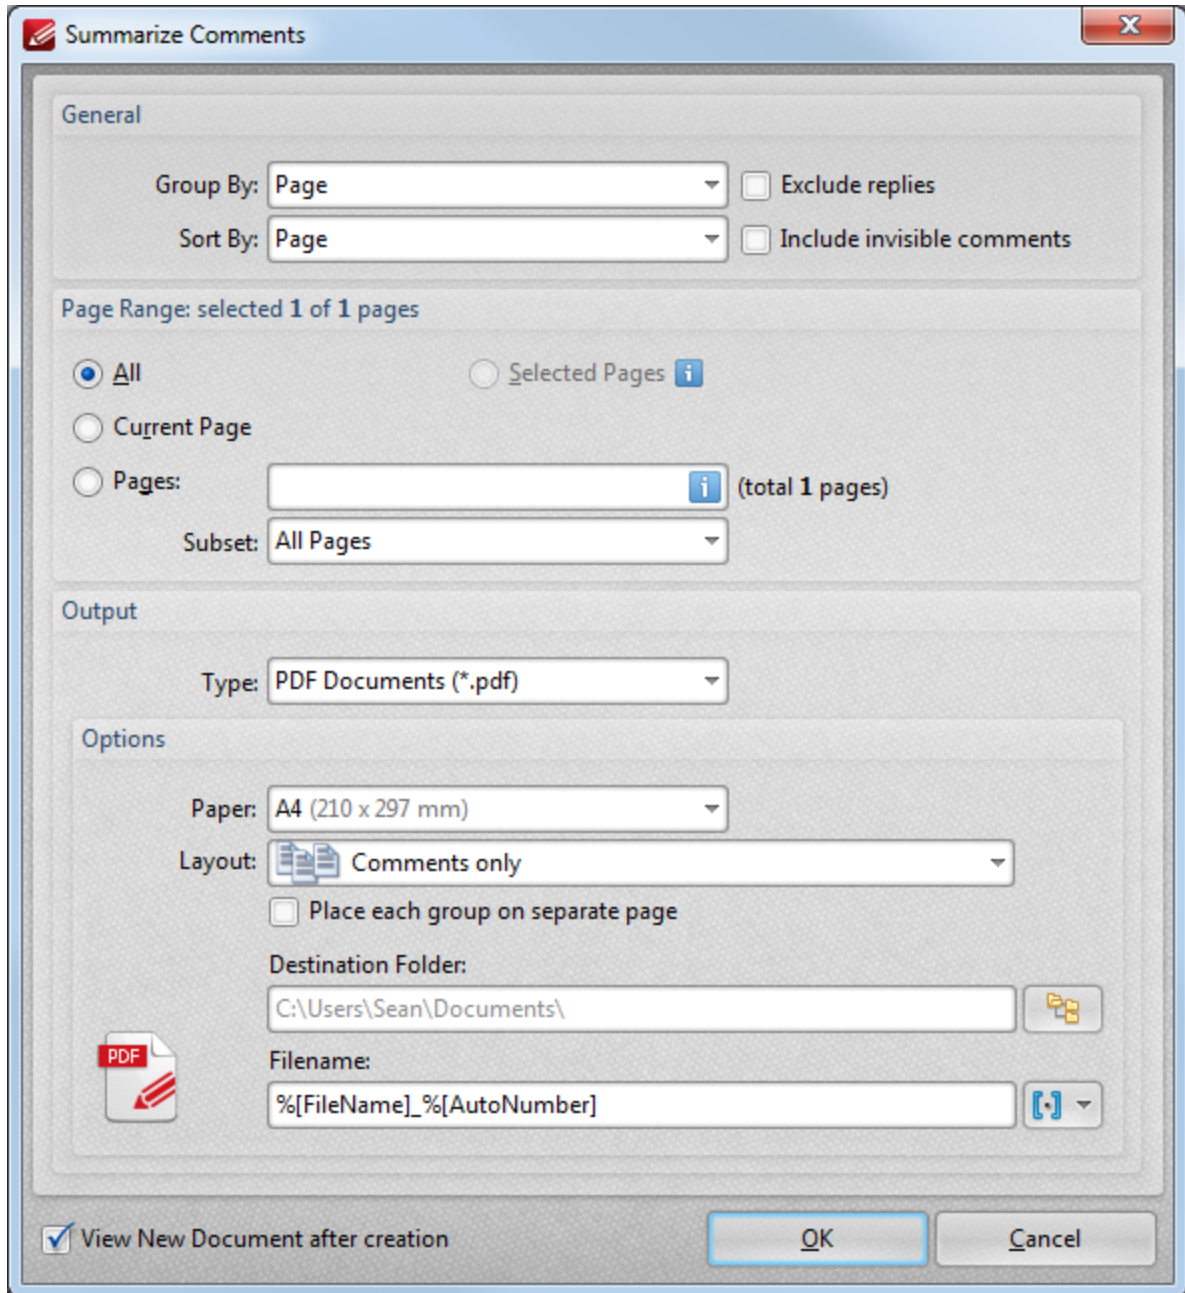 Summarize Comments
General
Group By: Page Exclude replies
Sort By: Page Include invisible comments
Page Range: selected 1 of 1 pages
All Selected Pages i
Current Page
Pages: i (total 1 pages)
Subset: All Pages
Output
Type: PDF Documents (*.pdf)
Options
Paper: A4 (210 x 297 mm)
Layout: Comments only
Place each group on separate page
Destination Folder:
C:\Users\Sean\Documents\
PDF
Filename:
%[FileName]_%[AutoNumber]
View New Document after creation OK Cancel